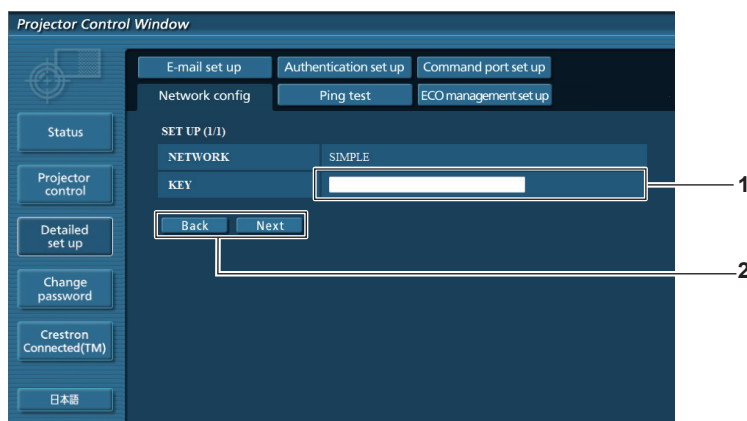 Projector Control Window
E-mail set up
Authentication set up
Command port set up
Network config
Ping test
ECO management set up
Status
Projector
control
Detailed
set up
Change
password
Crestron
Connected(TM)
日本語
SET UP (1/1)
NETWORK SIMPLE
KEY
Back Next
1
2